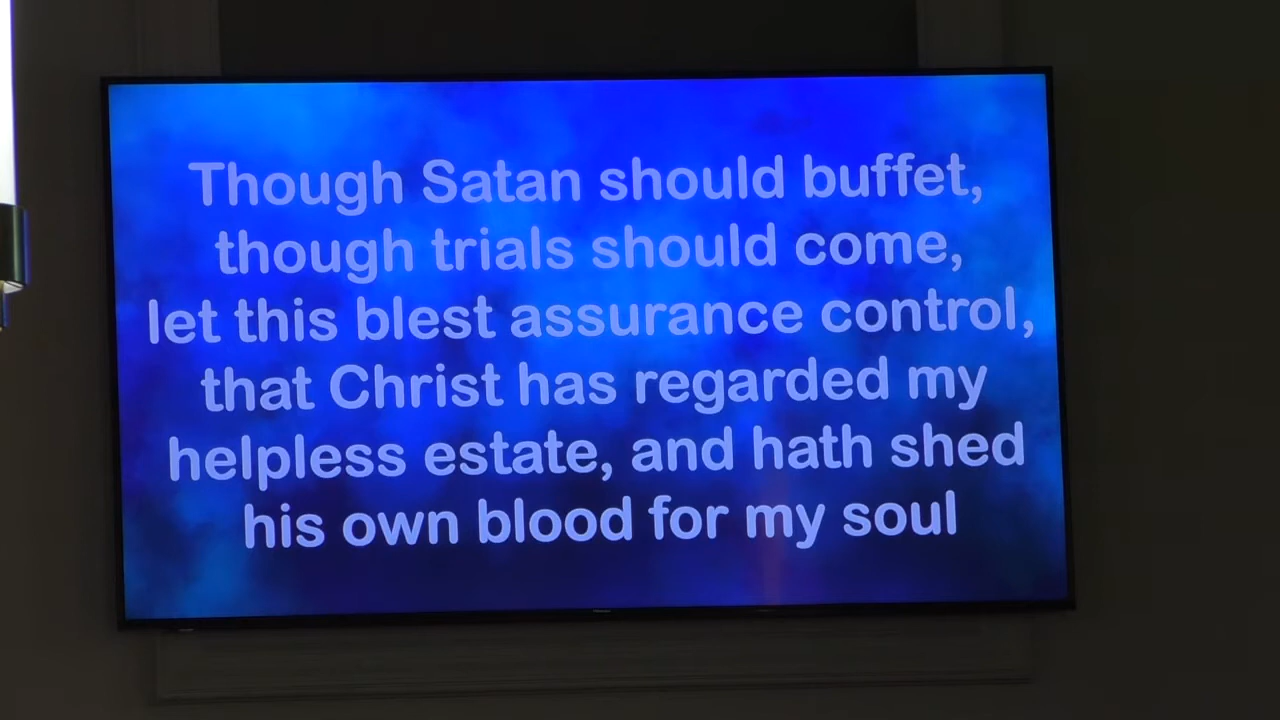 Though Satan should buffet,
though trials should come,
let this blest assurance control,
that Christ has regarded my
helpless estate, and hath shed
his own blood for my soul